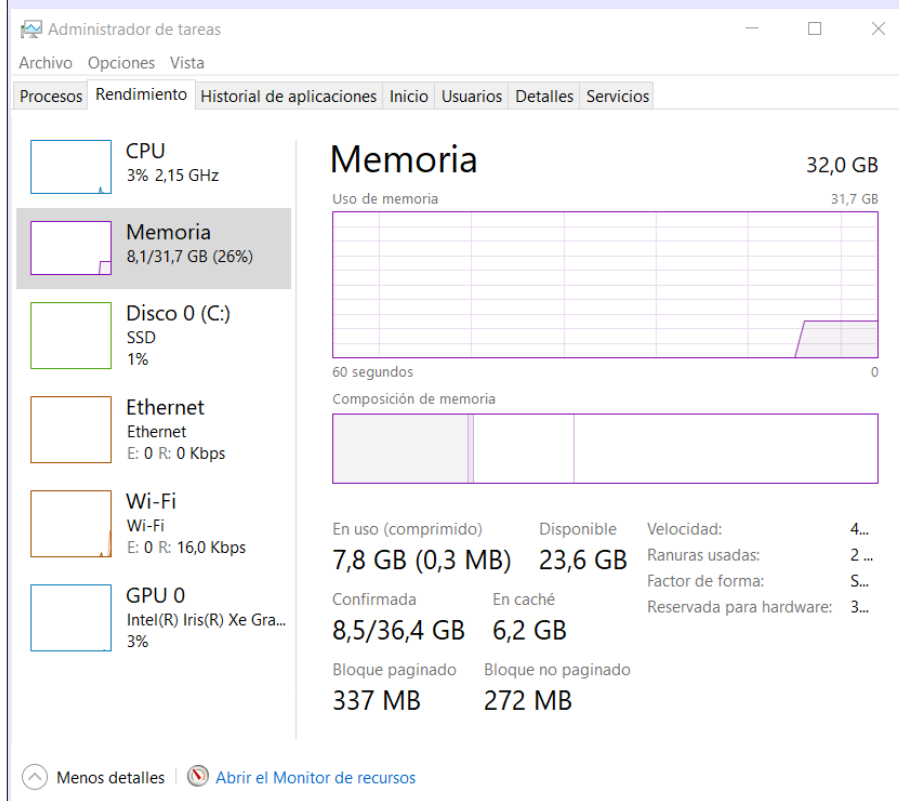 Administrador de tareas
Archivo Opciones Vista
Procesos Rendimiento Historial de aplicaciones Inicio Usuarios Detalles Servicios
CPU
3% 2,15 GHz
Memoria
8,1/31,7 GB (26%)
Disco 0 (C:)
SSD
1%
Ethernet
Ethernet
E: 0 R: 0 Kbps
Wi-Fi
Wi-Fi
E: 0 R: 16,0 Kbps
GPU 0
Intel(R) Iris(R) Xe Gra...
3%
Memoria 32,0 GB
Uso de memoria 31,7 GB
60 segundos 0
Composición de memoria
En uso (comprimido) Disponible
7,8 GB (0,3 MB) 23,6 GB
Confirmada En caché
8,5/36,4 GB 6,2 GB
Bloque paginado Bloque no paginado
337 MB 272 MB
Velocidad: 4...
Ranuras usadas: 2 ...
Factor de forma: S...
Reservada para hardware: 3...
Menos detalles Abrir el Monitor de recursos